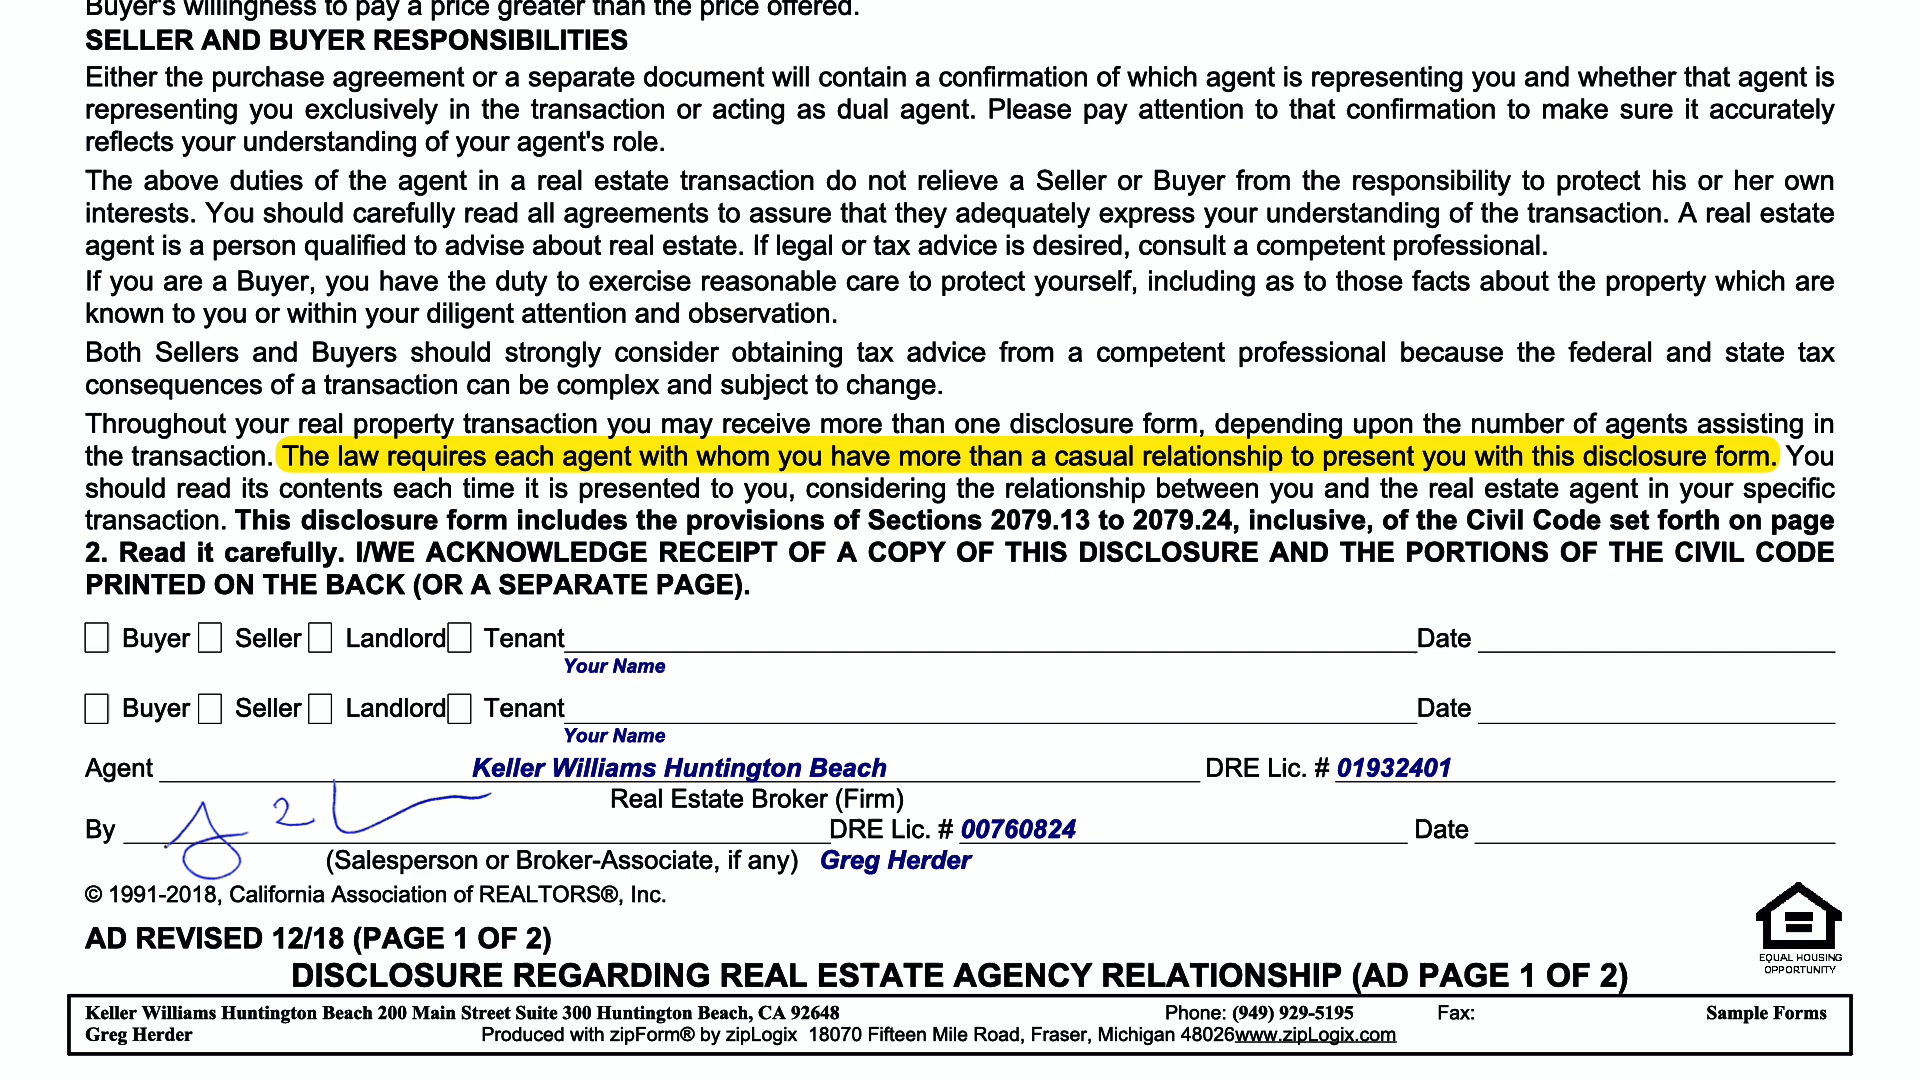 Buyer's willingness to pay a price greater than the price offered.
SELLER AND BUYER RESPONSIBILITIES
Either the purchase agreement or a separate document will contain a confirmation of which agent is representing you and whether that agent is
representing you exclusively in the transaction or acting as dual agent. Please pay attention to that confirmation to make sure it accurately
reflects your understanding of your agent's role.
The above duties of the agent in a real estate transaction do not relieve a Seller or Buyer from the responsibility to protect his or her own
interests. You should carefully read all agreements to assure that they adequately express your understanding of the transaction. A real estate
agent is a person qualified to advise about real estate. If legal or tax advice is desired, consult a competent professional.
If you are a Buyer, you have the duty to exercise reasonable care to protect yourself, including as to those facts about the property which are
known to you or within your diligent attention and observation.
Both Sellers and Buyers should strongly consider obtaining tax advice from a competent professional because the federal and state tax
consequences of a transaction can be complex and subject to change.
Throughout your real property transaction you may receive more than one disclosure form, depending upon the number of agents assisting in
the transaction. The law requires each agent with whom you have more than a casual relationship to present you with this disclosure form. You
should read its contents each time it is presented to you, considering the relationship between you and the real estate agent in your specific
transaction. This disclosure form includes the provisions of Sections 2079.13 to 2079.24, inclusive, of the Civil Code set forth on page
2. Read it carefully. I/WE ACKNOWLEDGE RECEIPT OF A COPY OF THIS DISCLOSURE AND THE PORTIONS OF THE CIVIL CODE
PRINTED ON THE BACK (OR A SEPARATE PAGE).
Buyer Seller Landlord Tenant Date
Your Name
Buyer Seller Landlord Tenant Date
Your Name
Agent Keller Williams Huntington Beach DRE Lic. # 01932401
Real Estate Broker (Firm)
By DRE Lic. # 00760824 Date
(Salesperson or Broker-Associate, if any) Greg Herder
© 1991-2018, California Association of REALTORS®, Inc.
AD REVISED 12/18 (PAGE 1 OF 2)
EQUAL HOUSING
OPPORTUNITY
DISCLOSURE REGARDING REAL ESTATE AGENCY RELATIONSHIP (AD PAGE 1 OF 2)
Keller Williams Huntington Beach 200 Main Street Suite 300 Huntington Beach, CA 92648 Phone: (949) 929-5195 Fax: Sample Forms
Greg Herder Produced with zipForm® by zipLogix 18070 Fifteen Mile Road, Fraser, Michigan 48026 www.zipLogix.com